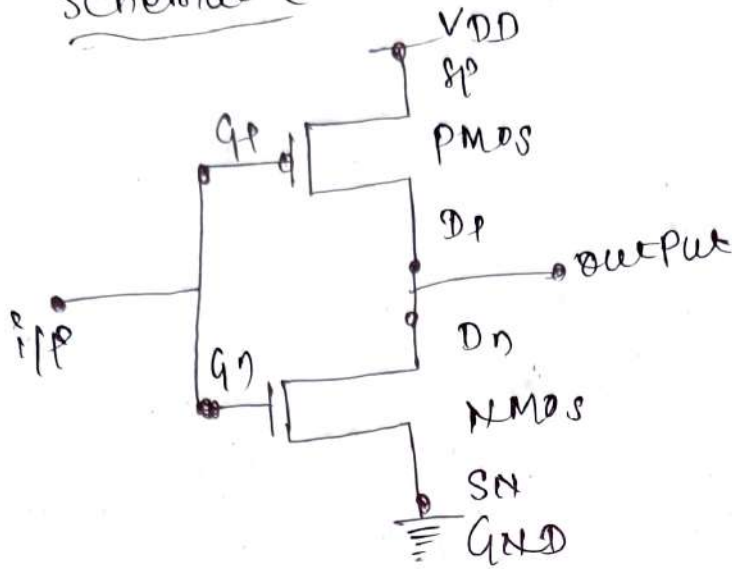 VDD
Sp
Gp
PMOS
Dp
output
i/p
Dn
Gn
NMOS
SN
GND